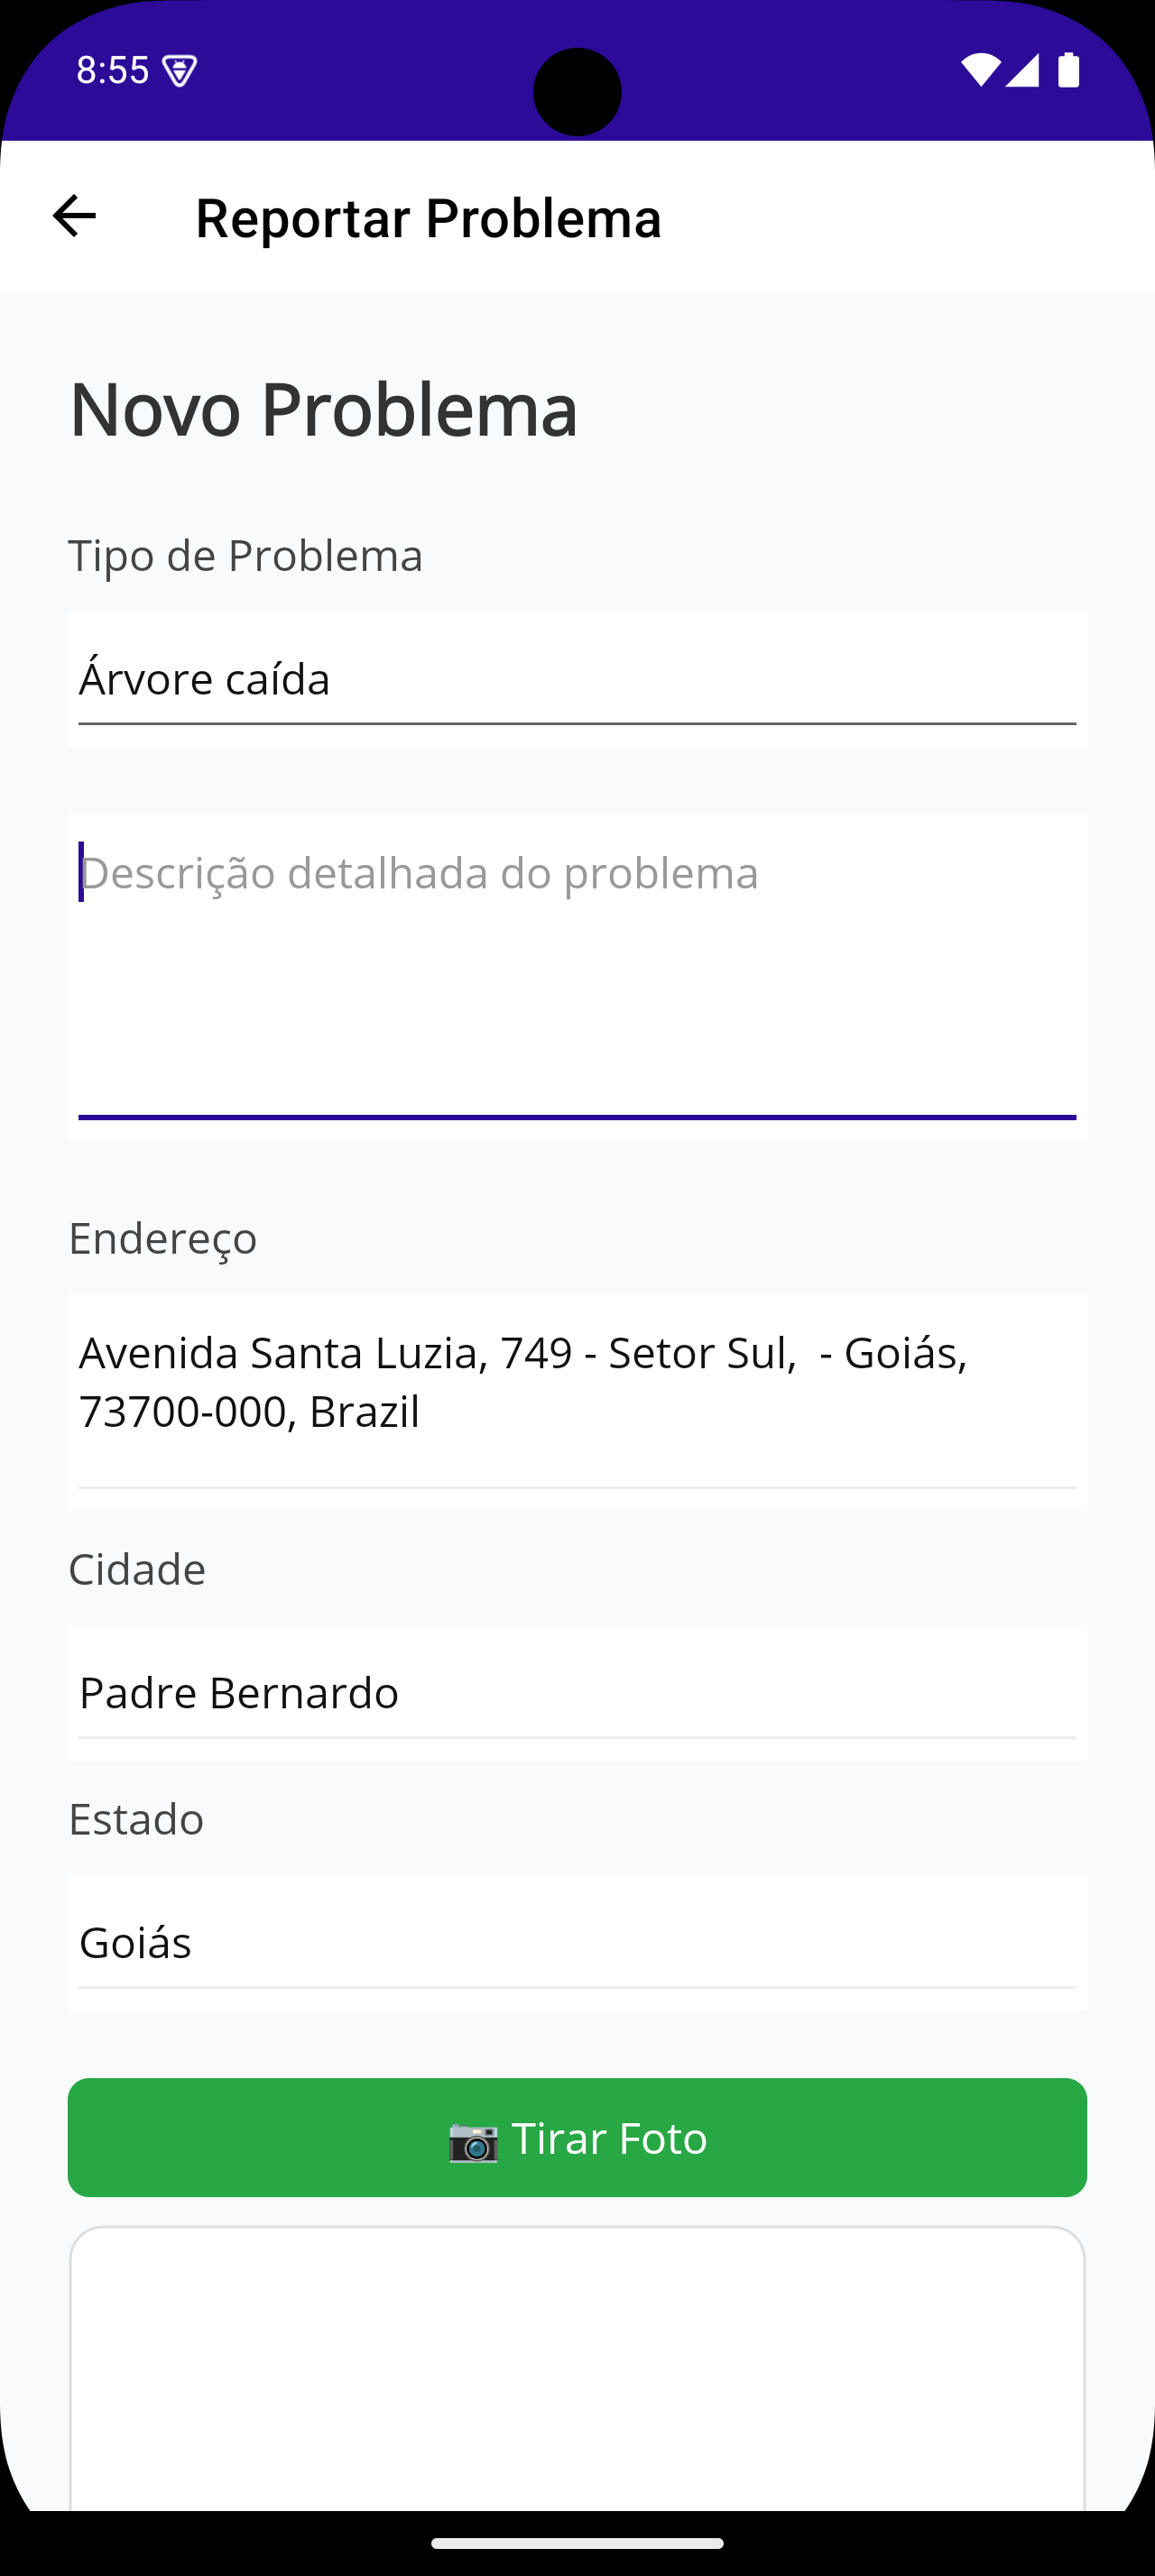 8:55
Reportar Problema
Novo Problema
Tipo de Problema
Árvore caída
Descrição detalhada do problema
Endereço
Avenida Santa Luzia, 749 - Setor Sul,  - Goiás,
73700-000, Brazil
Cidade
Padre Bernardo
Estado
Goiás
📷 Tirar Foto